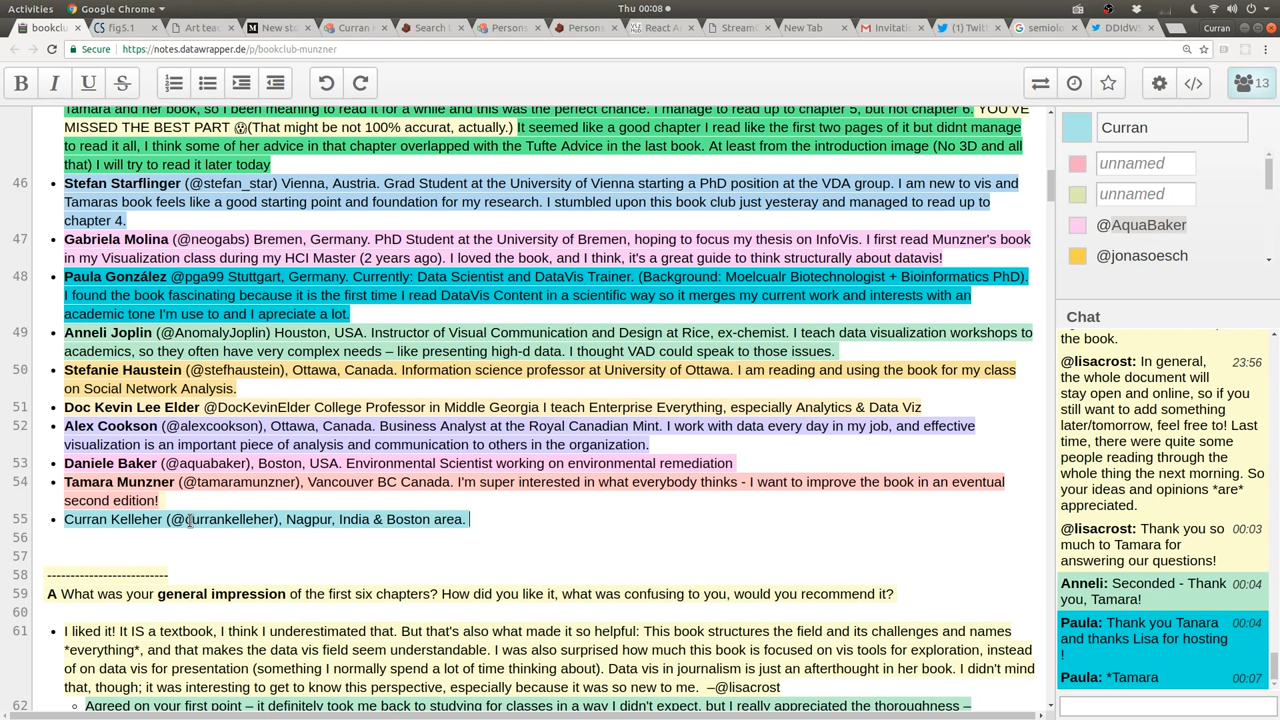 Activities
Google Chrome
Thu 00:08
bookclu
fig5.1
Art teac
New stu
Curran K
Search L
Persons
Persons
React An
Streaml
New Tab
Invitatio
(1) Twitt
semiolo
DDIdWS
Curran
Secure https://notes.datawrapper.de/p/bookclub-munzner
B I U S
13
Tamara and her book, so I been meaning to read it for a while and this was the perfect chance. I manage to read up to chapter 5, but not chapter 6. YOU'VE
MISSED THE BEST PART 😱(That might be not 100% accurat, actually.) It seemed like a good chapter I read like the first two pages of it but didnt manage
to read it all, I think some of her advice in that chapter overlapped with the Tufte Advice in the last book. At least from the introduction image (No 3D and all
that) I will try to read it later today
46 • Stefan Starflinger (@stefan_star) Vienna, Austria. Grad Student at the University of Vienna starting a PhD position at the VDA group. I am new to vis and
Tamaras book feels like a good starting point and foundation for my research. I stumbled upon this book club just yesteray and managed to read up to
chapter 4.
47 • Gabriela Molina (@neogabs) Bremen, Germany. PhD Student at the University of Bremen, hoping to focus my thesis on InfoVis. I first read Munzner's book
in my Visualization class during my HCI Master (2 years ago). I loved the book, and I think, it's a great guide to think structurally about datavis!
48 • Paula González @pga99 Stuttgart, Germany. Currently: Data Scientist and DataVis Trainer. (Background: Moelcualr Biotechnologist + Bioinformatics PhD).
I found the book fascinating because it is the first time I read DataVis Content in a scientific way so it merges my current work and interests with an
academic tone I'm use to and I apreciate a lot.
49 • Anneli Joplin (@AnomalyJoplin) Houston, USA. Instructor of Visual Communication and Design at Rice, ex-chemist. I teach data visualization workshops to
academics, so they often have very complex needs – like presenting high-d data. I thought VAD could speak to those issues.
50 • Stefanie Haustein (@stefhaustein), Ottawa, Canada. Information science professor at University of Ottawa. I am reading and using the book for my class
on Social Network Analysis.
51 • Doc Kevin Lee Elder @DocKevinElder College Professor in Middle Georgia I teach Enterprise Everything, especially Analytics & Data Viz
52 • Alex Cookson (@alexcookson), Ottawa, Canada. Business Analyst at the Royal Canadian Mint. I work with data every day in my job, and effective
visualization is an important piece of analysis and communication to others in the organization.
53 • Daniele Baker (@aquabaker), Boston, USA. Environmental Scientist working on environmental remediation
54 • Tamara Munzner (@tamaramunzner), Vancouver BC Canada. I'm super interested in what everybody thinks - I want to improve the book in an eventual
second edition!
55 • Curran Kelleher (@currankelleher), Nagpur, India & Boston area.
56
57
58 --------------------------
59 A What was your general impression of the first six chapters? How did you like it, what was confusing to you, would you recommend it?
60
61 • I liked it! It IS a textbook, I think I underestimated that. But that's also what made it so helpful: This book structures the field and its challenges and names
*everything*, and that makes the data vis field seem understandable. I was also surprised how much this book is focused on vis tools for exploration, instead
of on data vis for presentation (something I normally spend a lot of time thinking about). Data vis in journalism is just an afterthought in her book. I didn't mind
that, though; it was interesting to get to know this perspective, especially because it was so new to me. –@lisacrost
62 ◦ Agreed on your first point – it definitely took me back to studying for classes in a way I didn't expect, but I really appreciated the thoroughness –
Curran
unnamed
unnamed
@AquaBaker
@jonasoesch
Chat
the book.
@lisacrost: In general, 23:56
the whole document will
stay open and online, so if you
still want to add something
later/tomorrow, feel free to! Last
time, there were quite some
people reading through the
whole thing the next morning. So
your ideas and opinions *are*
appreciated.
@lisacrost: Thank you so 00:03
much to Tamara for
answering our questions!
Anneli: Seconded - Thank 00:04
you, Tamara!
Paula: Thank you Tanara 00:04
and thanks Lisa for hosting
!
Paula: *Tamara 00:07